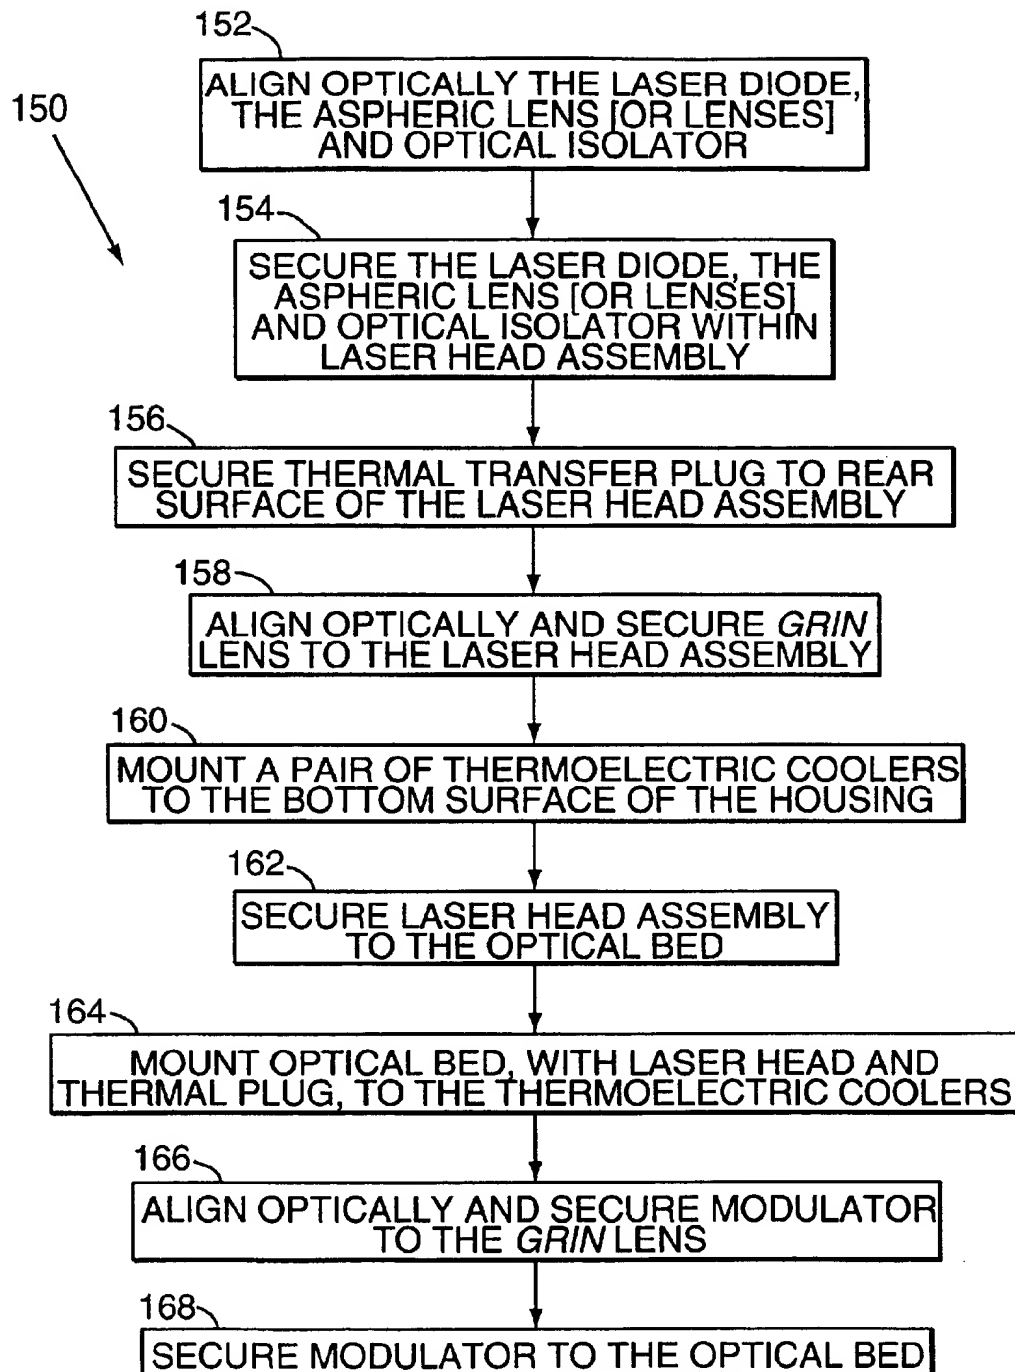 152
ALIGN OPTICALLY THE LASER DIODE,
THE ASPHERIC LENS [OR LENSES]
AND OPTICAL ISOLATOR
150
154
SECURE THE LASER DIODE, THE
ASPHERIC LENS [OR LENSES]
AND OPTICAL ISOLATOR WITHIN
LASER HEAD ASSEMBLY
156
SECURE THERMAL TRANSFER PLUG TO REAR
SURFACE OF THE LASER HEAD ASSEMBLY
158
ALIGN OPTICALLY AND SECURE GRIN
LENS TO THE LASER HEAD ASSEMBLY
160
MOUNT A PAIR OF THERMOELECTRIC COOLERS
TO THE BOTTOM SURFACE OF THE HOUSING
162
SECURE LASER HEAD ASSEMBLY
TO THE OPTICAL BED
164
MOUNT OPTICAL BED, WITH LASER HEAD AND
THERMAL PLUG, TO THE THERMOELECTRIC COOLERS
166
ALIGN OPTICALLY AND SECURE MODULATOR
TO THE GRIN LENS
168
SECURE MODULATOR TO THE OPTICAL BED